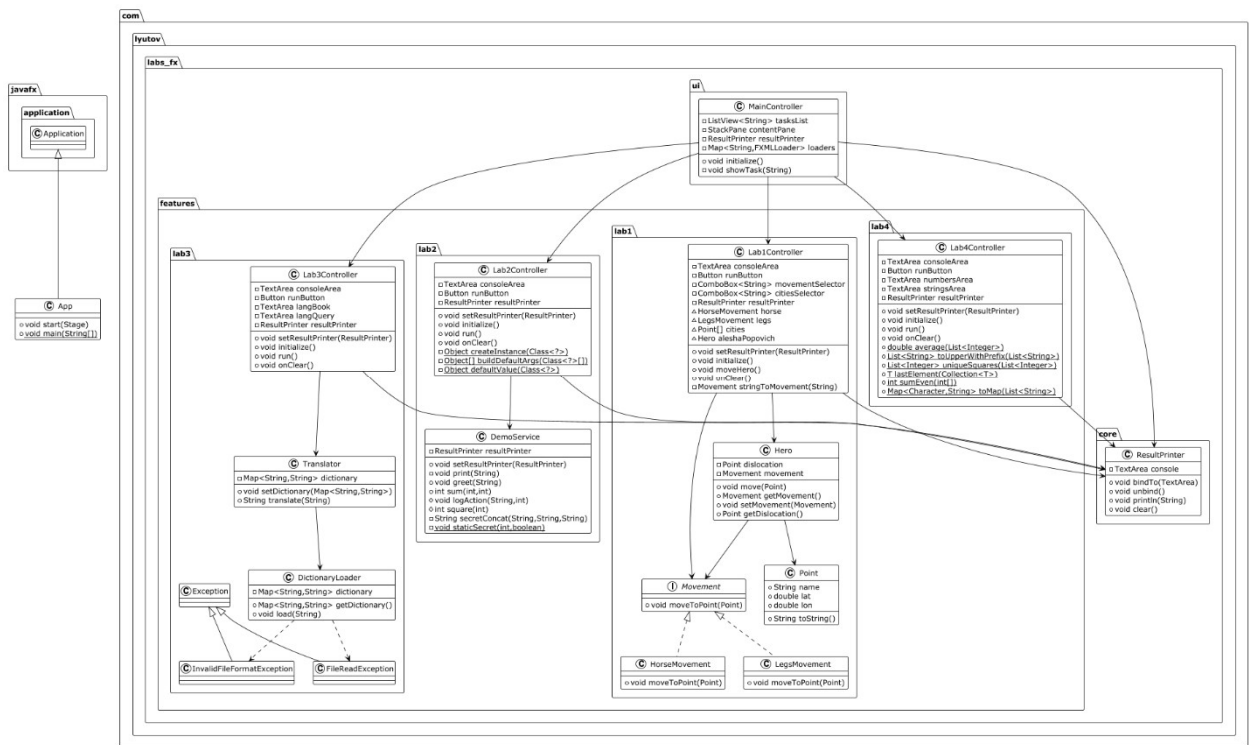 com
lyutov
labs_fx
javafx
application
C Application
C App
void start(Stage)
void main(String[])
ui
C MainController
ListView<String> tasksList
StackPane contentPane
ResultPrinter resultPrinter
Map<String,FXMLLoader> loaders
void initialize()
void showTask(String)
features
lab3
C Lab3Controller
TextArea consoleArea
Button runButton
TextArea langBook
TextArea langQuery
ResultPrinter resultPrinter
void setResultPrinter(ResultPrinter)
void initialize()
void run()
void onClear()
C Translator
Map<String,String> dictionary
void setDictionary(Map<String,String>)
String translate(String)
C DictionaryLoader
Map<String,String> dictionary
Map<String,String> getDictionary()
void load(String)
C Exception
C InvalidFileFormatException
C FileReadException
lab2
C Lab2Controller
TextArea consoleArea
Button runButton
ResultPrinter resultPrinter
void setResultPrinter(ResultPrinter)
void initialize()
void run()
void onClear()
Object createInstance(Class<?>)
Object[] buildDefaultArgs(Class<?>[])
Object defaultValue(Class<?>)
C DemoService
ResultPrinter resultPrinter
void setResultPrinter(ResultPrinter)
void print(String)
void greet(String)
int sum(int,int)
void logAction(String,int)
int square(int)
String secretConcat(String,String,String)
void staticSecret(int,boolean)
lab1
C Lab1Controller
TextArea consoleArea
Button runButton
ComboBox<String> movementSelector
ComboBox<String> citiesSelector
ResultPrinter resultPrinter
HorseMovement horse
LegsMovement legs
Point[] cities
Hero aleshaPopovich
void setResultPrinter(ResultPrinter)
void initialize()
void moveHero()
void onClear()
Movement stringToMovement(String)
C Hero
Point dislocation
Movement movement
void move(Point)
Movement getMovement()
void setMovement(Movement)
Point getDislocation()
I Movement
void moveToPoint(Point)
C Point
String name
double lat
double lon
String toString()
C HorseMovement
void moveToPoint(Point)
C LegsMovement
void moveToPoint(Point)
lab4
C Lab4Controller
TextArea consoleArea
Button runButton
TextArea numbersArea
TextArea stringsArea
ResultPrinter resultPrinter
void setResultPrinter(ResultPrinter)
void initialize()
void run()
void onClear()
double average(List<Integer>)
List<String> toUpperWithPrefix(List<String>)
List<Integer> uniqueSquares(List<Integer>)
T lastElement(Collection<T>)
int sumEven(int[])
Map<Character,String> toMap(List<String>)
core
C ResultPrinter
TextArea console
void bindTo(TextArea)
void unbind()
void println(String)
void clear()